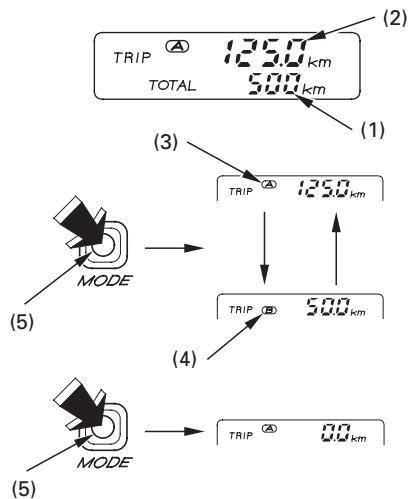 (2)
TRIP A 125.0 km
TOTAL 500 km
(1)
(3)
TRIP A 125.0 km
MODE
(5)
TRIP B 50.0 km
(4)
TRIP A 0.0 km
MODE
(5)